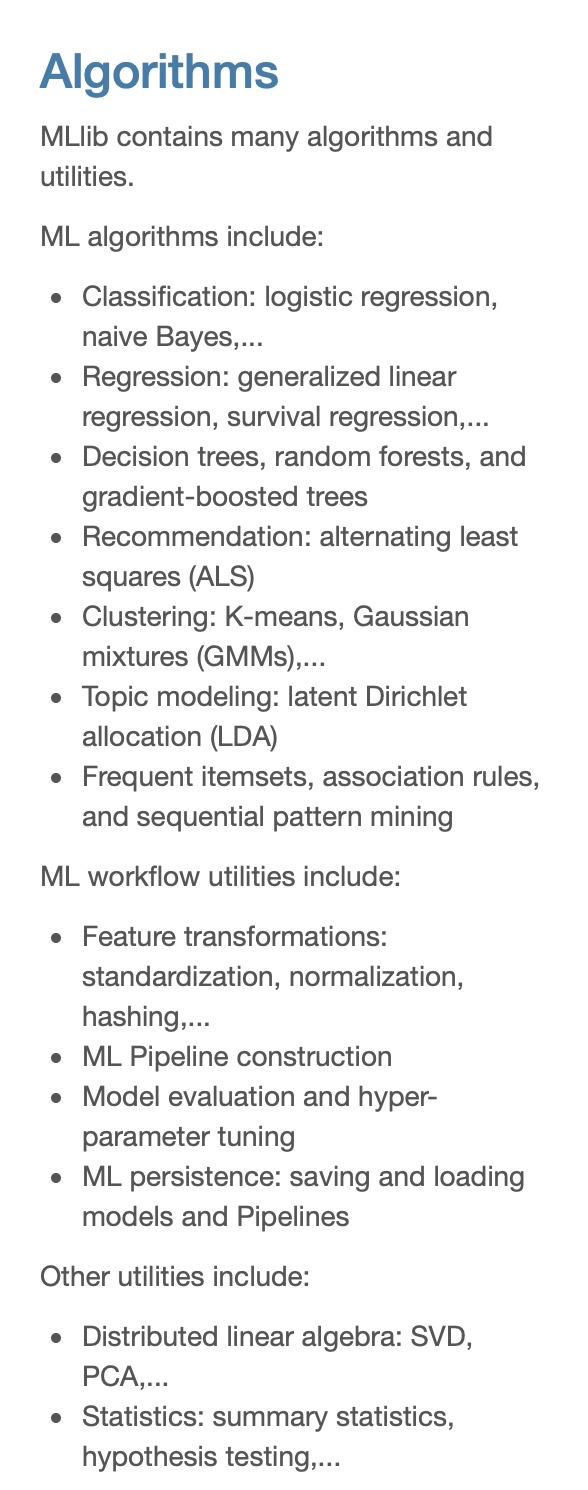 Algorithms
MLlib contains many algorithms and
utilities.
ML algorithms include:
• Classification: logistic regression,
naive Bayes,...
• Regression: generalized linear
regression, survival regression,...
• Decision trees, random forests, and
gradient-boosted trees
• Recommendation: alternating least
squares (ALS)
• Clustering: K-means, Gaussian
mixtures (GMMs),...
• Topic modeling: latent Dirichlet
allocation (LDA)
• Frequent itemsets, association rules,
and sequential pattern mining
ML workflow utilities include:
• Feature transformations:
standardization, normalization,
hashing,...
• ML Pipeline construction
• Model evaluation and hyper-
parameter tuning
• ML persistence: saving and loading
models and Pipelines
Other utilities include:
• Distributed linear algebra: SVD,
PCA,...
• Statistics: summary statistics,
hypothesis testing,...